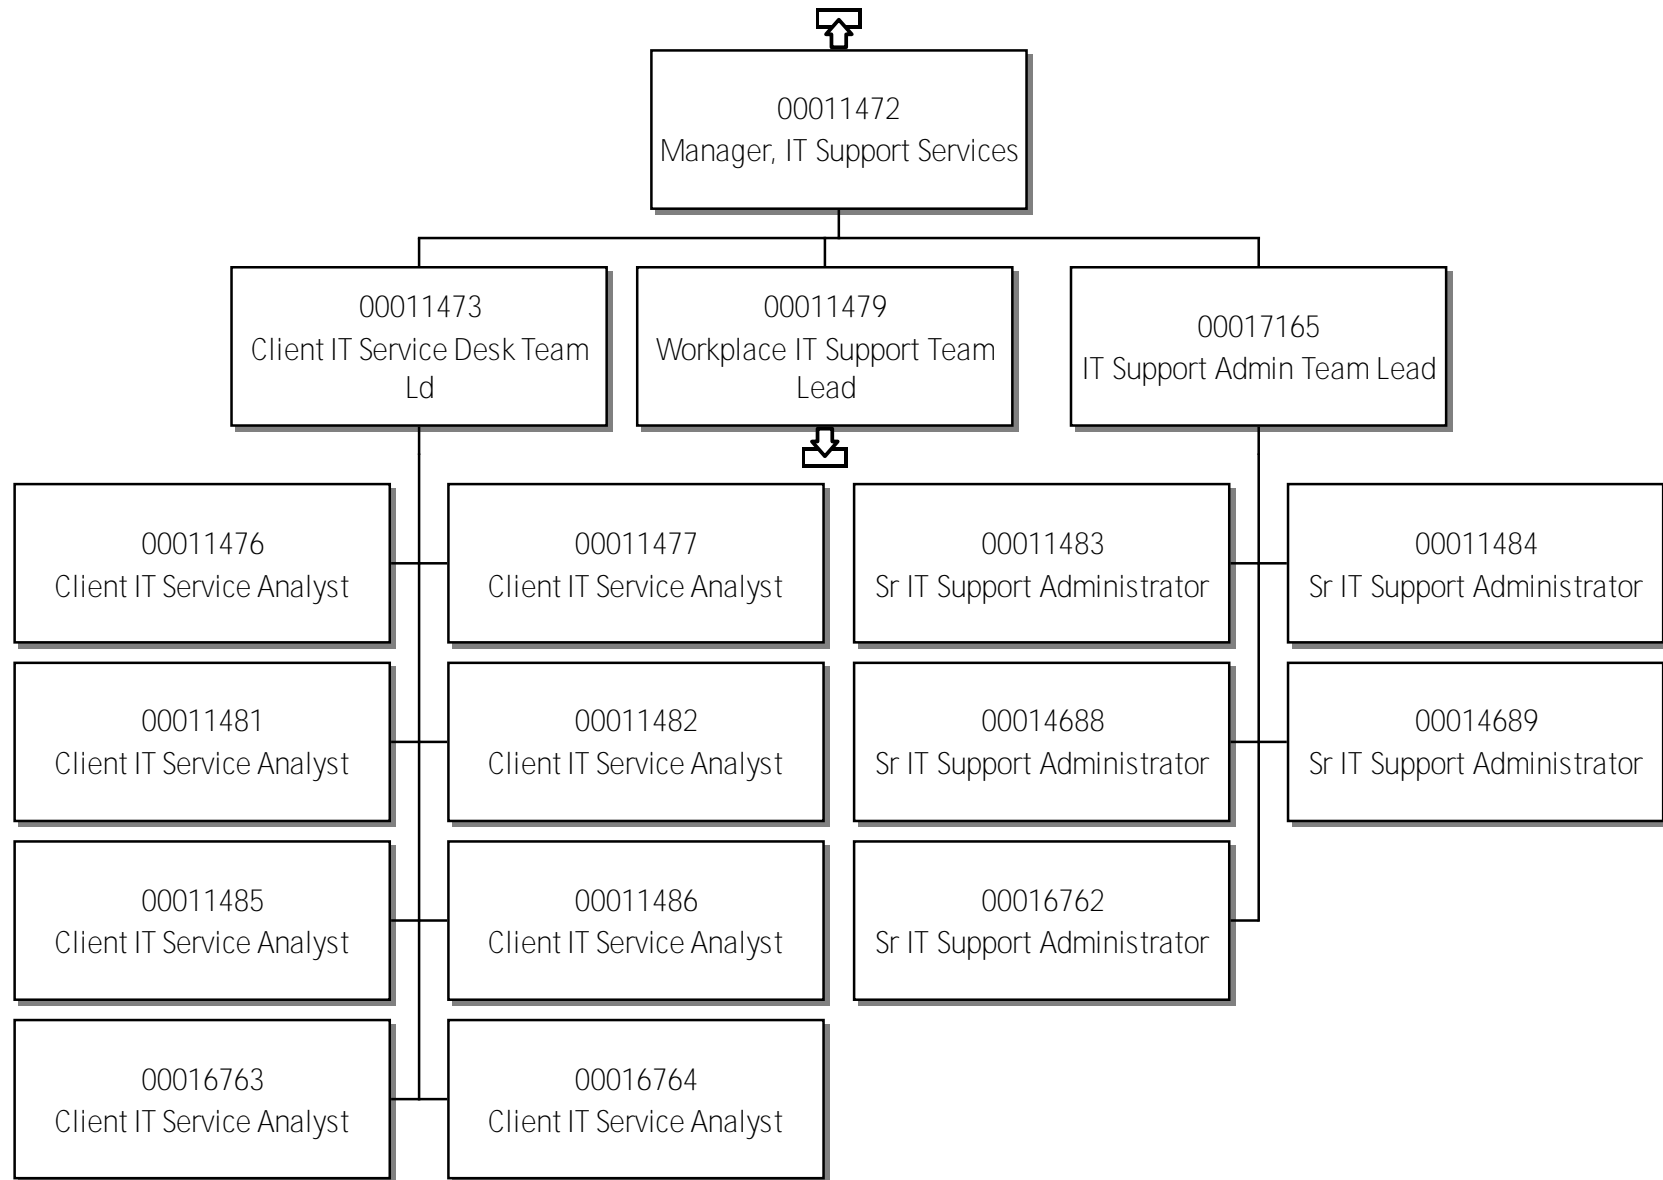 00011472
Manager, IT Support Services
00011473
Client IT Service Desk Team
Ld
00011479
Workplace IT Support Team
Lead
00017165
IT Support Admin Team Lead
00011476
Client IT Service Analyst
00011477
Client IT Service Analyst
00011483
Sr IT Support Administrator
00011484
Sr IT Support Administrator
00011481
Client IT Service Analyst
00011482
Client IT Service Analyst
00014688
Sr IT Support Administrator
00014689
Sr IT Support Administrator
00011485
Client IT Service Analyst
00011486
Client IT Service Analyst
00016762
Sr IT Support Administrator
00016763
Client IT Service Analyst
00016764
Client IT Service Analyst